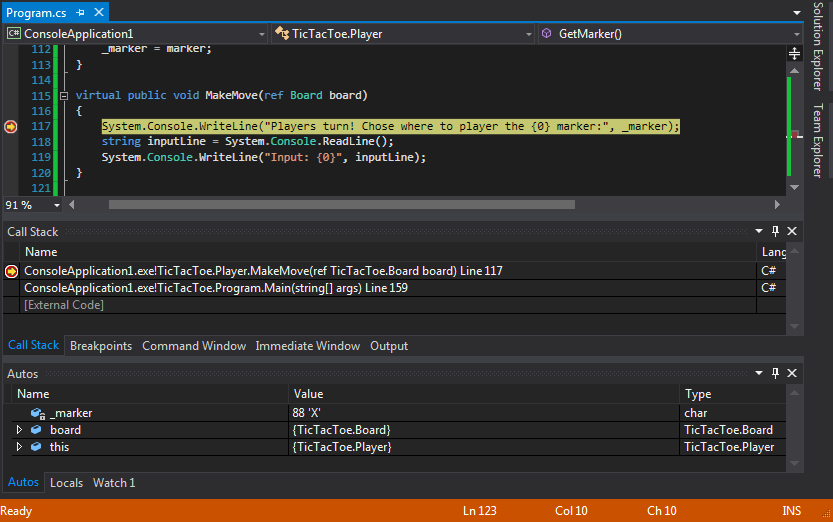 Program.cs
ConsoleApplication1 TicTacToe.Player GetMarker()
112 _marker = marker;
113 }
114
115 virtual public void MakeMove(ref Board board)
116 {
117 System.Console.WriteLine("Players turn! Chose where to player the {0} marker:", _marker);
118 string inputLine = System.Console.ReadLine();
119 System.Console.WriteLine("Input: {0}", inputLine);
120 }
121
91 %
Call Stack
Name Lang
ConsoleApplication1.exe!TicTacToe.Player.MakeMove(ref TicTacToe.Board board) Line 117 C#
ConsoleApplication1.exe!TicTacToe.Program.Main(string[] args) Line 159 C#
[External Code]
Call Stack Breakpoints Command Window Immediate Window Output
Autos
Name Value Type
_marker 88 'X' char
board {TicTacToe.Board} TicTacToe.Board
this {TicTacToe.Player} TicTacToe.Player
Autos Locals Watch 1
Ready Ln 123 Col 10 Ch 10 INS
Solution Explorer
Team Explorer